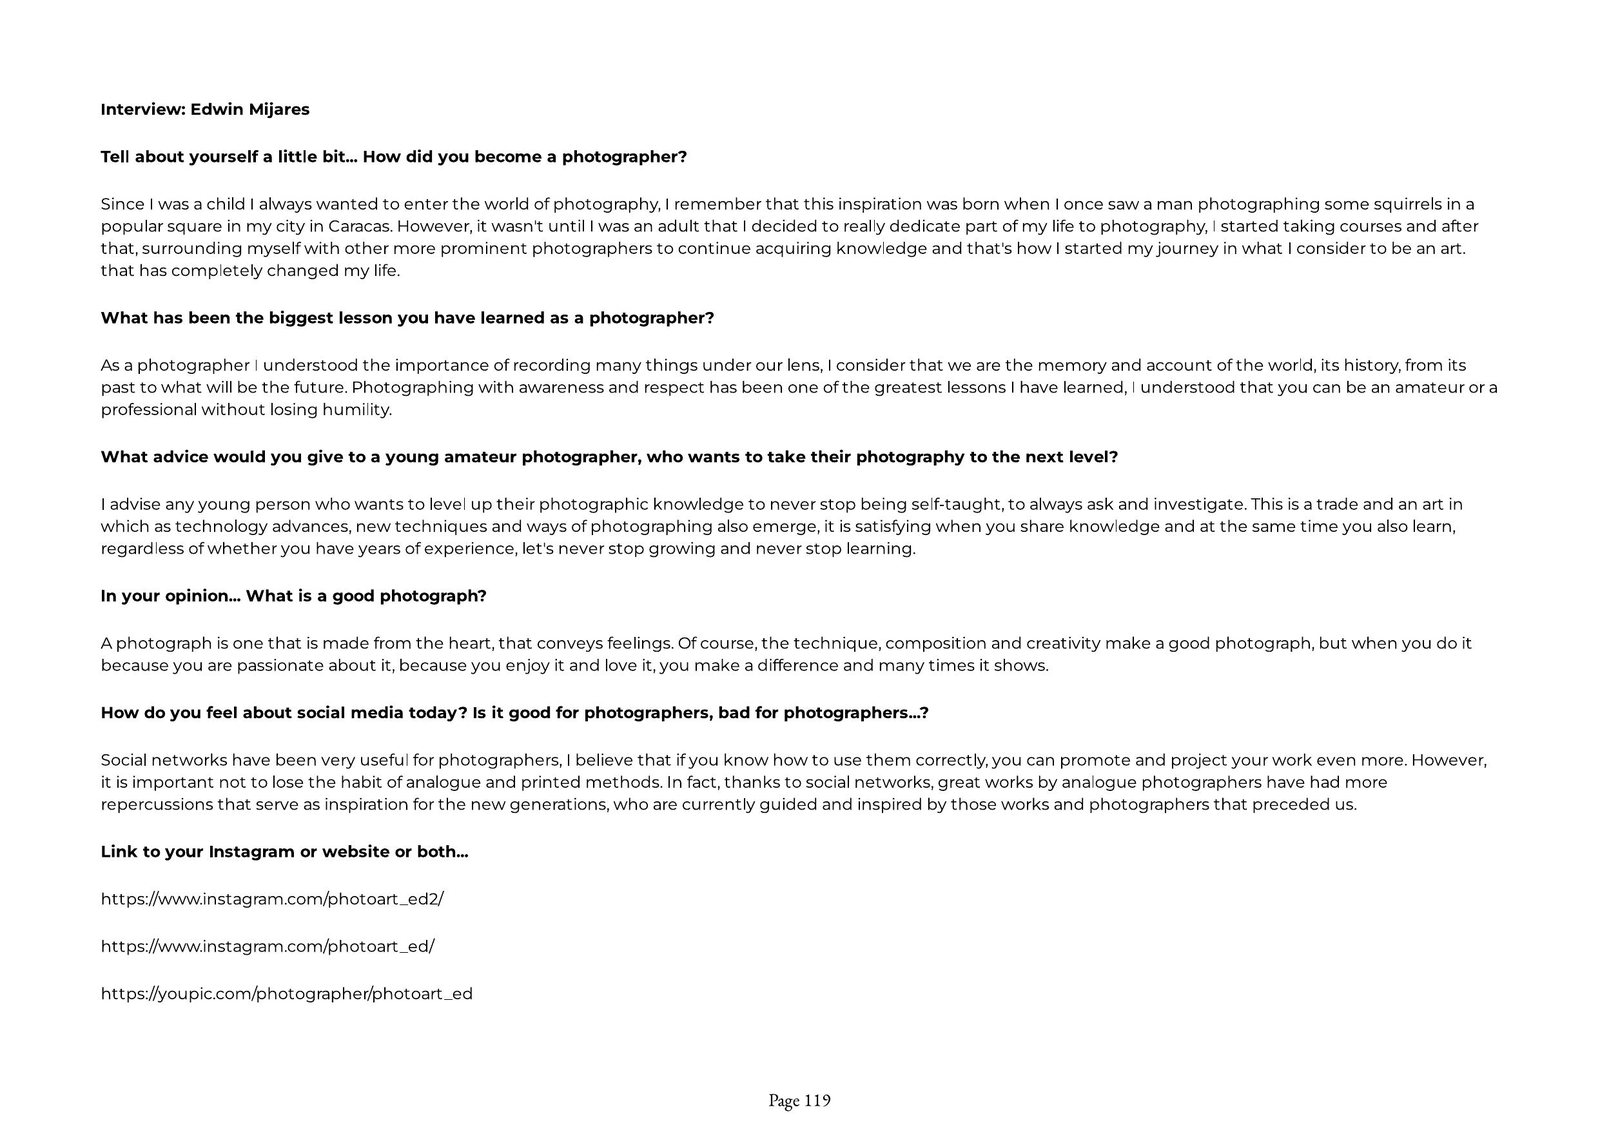 Interview: Edwin Mijares
Tell about yourself a little bit... How did you become a photographer?
Since I was a child I always wanted to enter the world of photography, I remember that this inspiration was born when I once saw a man photographing some squirrels in a
popular square in my city in Caracas. However, it wasn't until I was an adult that I decided to really dedicate part of my life to photography, I started taking courses and after
that, surrounding myself with other more prominent photographers to continue acquiring knowledge and that's how I started my journey in what I consider to be an art.
that has completely changed my life.
What has been the biggest lesson you have learned as a photographer?
As a photographer I understood the importance of recording many things under our lens, I consider that we are the memory and account of the world, its history, from its
past to what will be the future. Photographing with awareness and respect has been one of the greatest lessons I have learned, I understood that you can be an amateur or a
professional without losing humility.
What advice would you give to a young amateur photographer, who wants to take their photography to the next level?
I advise any young person who wants to level up their photographic knowledge to never stop being self-taught, to always ask and investigate. This is a trade and an art in
which as technology advances, new techniques and ways of photographing also emerge, it is satisfying when you share knowledge and at the same time you also learn,
regardless of whether you have years of experience, let's never stop growing and never stop learning.
In your opinion... What is a good photograph?
A photograph is one that is made from the heart, that conveys feelings. Of course, the technique, composition and creativity make a good photograph, but when you do it
because you are passionate about it, because you enjoy it and love it, you make a difference and many times it shows.
How do you feel about social media today? Is it good for photographers, bad for photographers...?
Social networks have been very useful for photographers, I believe that if you know how to use them correctly, you can promote and project your work even more. However,
it is important not to lose the habit of analogue and printed methods. In fact, thanks to social networks, great works by analogue photographers have had more
repercussions that serve as inspiration for the new generations, who are currently guided and inspired by those works and photographers that preceded us.
Link to your Instagram or website or both...
https://www.instagram.com/photoart_ed2/
https://www.instagram.com/photoart_ed/
https://youpic.com/photographer/photoart_ed
Page 119